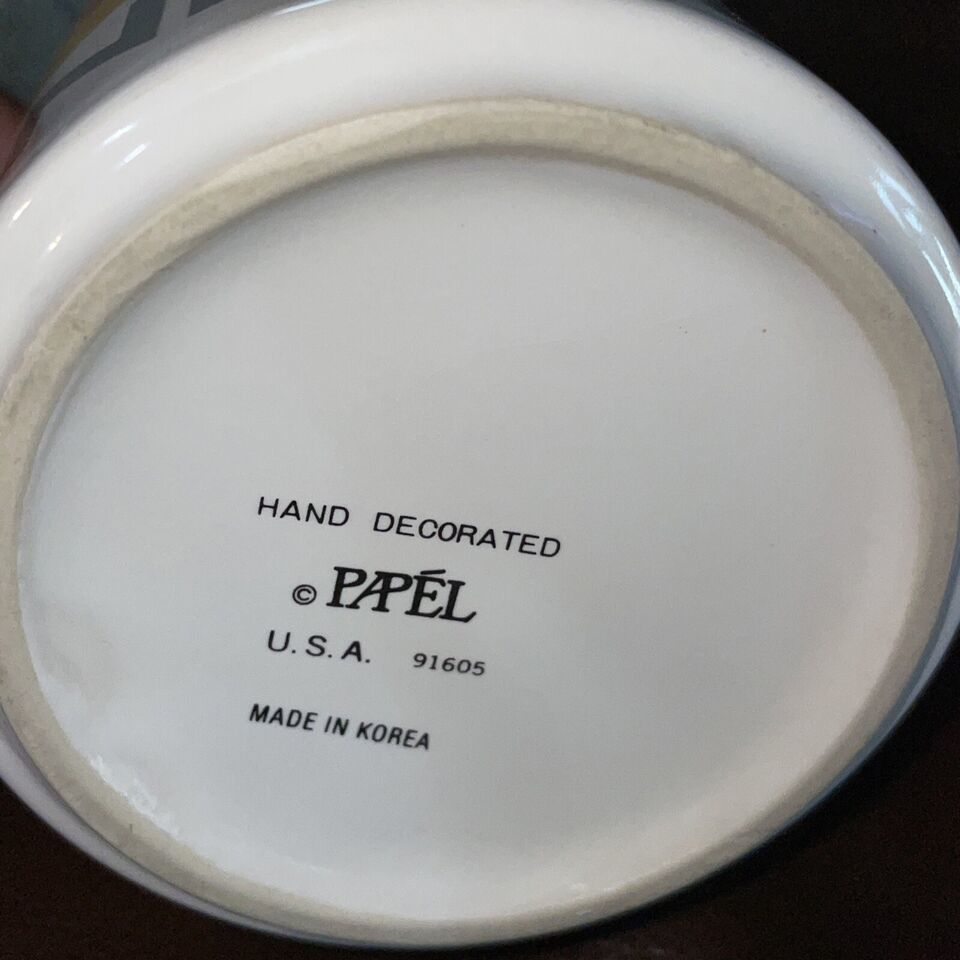 HAND DECORATED
© PAPÉL
U.S.A. 91605
MADE IN KOREA